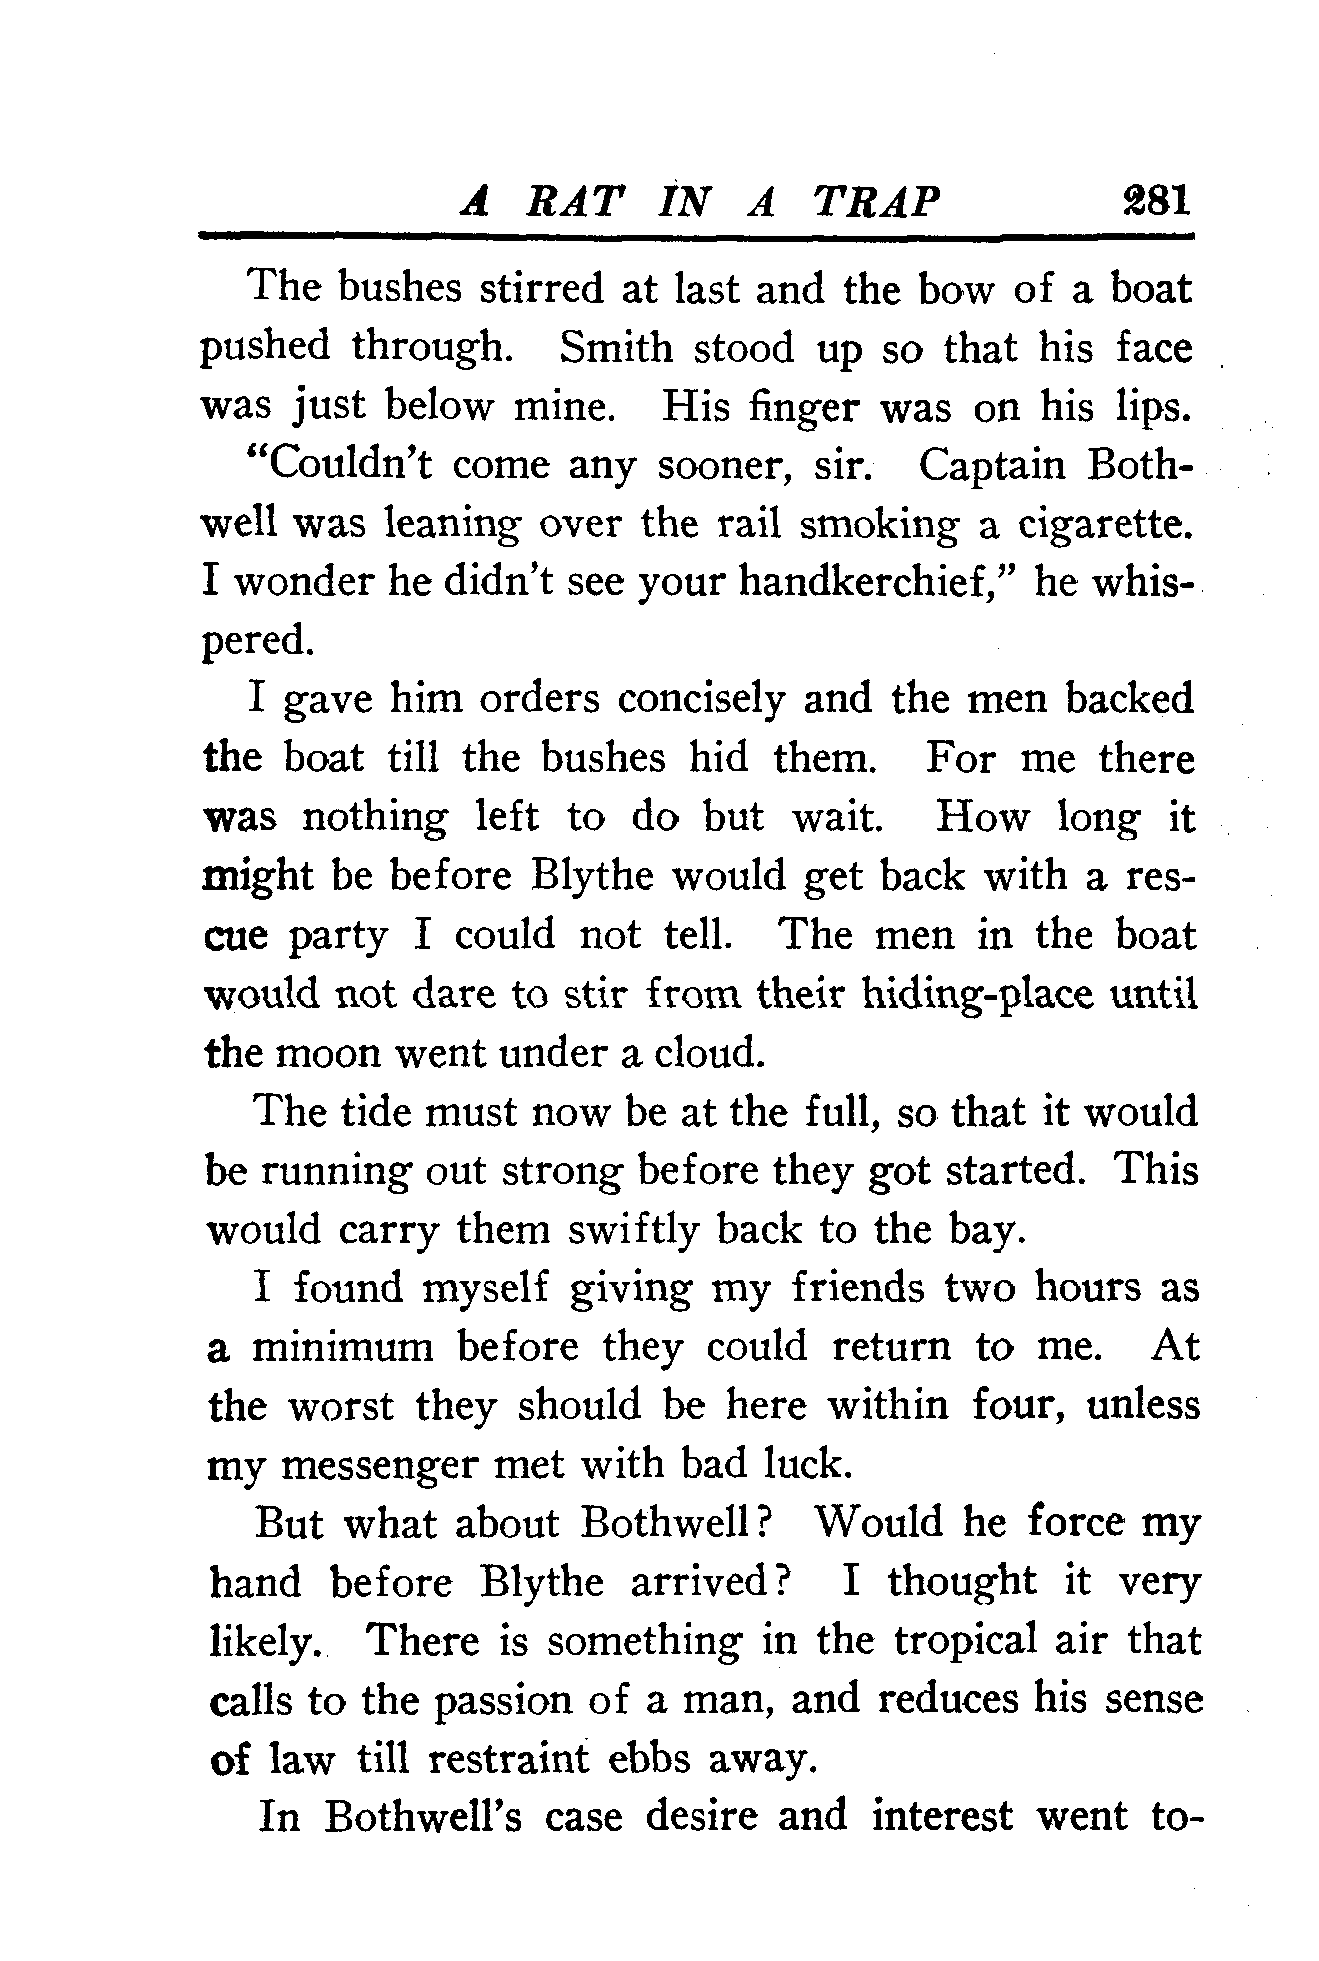 A RAT IN A TRAP 281
The bushes stirred at last and the bow of a boat
pushed through. Smith stood up so that his face
was just below mine. His finger was on his lips.
“Couldn’t come any sooner, sir. Captain Both-
well was leaning over the rail smoking a cigarette.
I wonder he didn’t see your handkerchief,” he whis-
pered.
I gave him orders concisely and the men backed
the boat till the bushes hid them. For me there
was nothing left to do but wait. How long it
might be before Blythe would get back with a res-
cue party I could not tell. The men in the boat
would not dare to stir from their hiding-place until
the moon went under a cloud.
The tide must now be at the full, so that it would
be running out strong before they got started. This
would carry them swiftly back to the bay.
I found myself giving my friends two hours as
a minimum before they could return to me. At
the worst they should be here within four, unless
my messenger met with bad luck.
But what about Bothwell? Would he force my
hand before Blythe arrived? I thought it very
likely. There is something in the tropical air that
calls to the passion of a man, and reduces his sense
of law till restraint ebbs away.
In Bothwell’s case desire and interest went to-